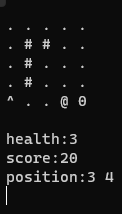 . . . . .
. # # . .
. # . . .
. # . . .
^ . . @ 0
health:3
score:20
position:3 4